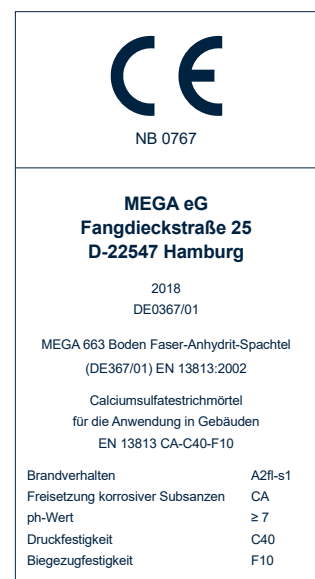 CE
NB 0767
MEGA eG
Fangdieckstraße 25
D-22547 Hamburg
2018
DE0367/01
MEGA 663 Boden Faser-Anhydrit-Spachtel
(DE367/01) EN 13813:2002
Calciumsulfatestrichmörtel
für die Anwendung in Gebäuden
EN 13813 CA-C40-F10
Brandverhalten A2fl-s1
Freisetzung korrosiver Subsanzen CA
ph-Wert ≥ 7
Druckfestigkeit C40
Biegezugfestigkeit F10